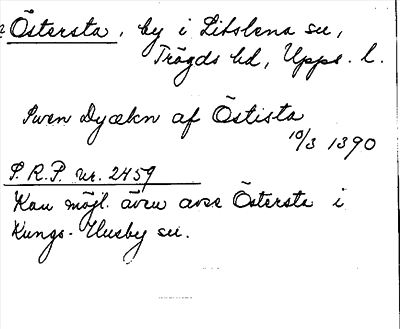 Östersta, by i Litslena sn,
Trögds hd, Upps. l.
Swen Dyækn af Östista
10/3 1390
S.R.P. nr. 2459
Kan möjl. även avse Östersta i
Kungs-Husby sn.